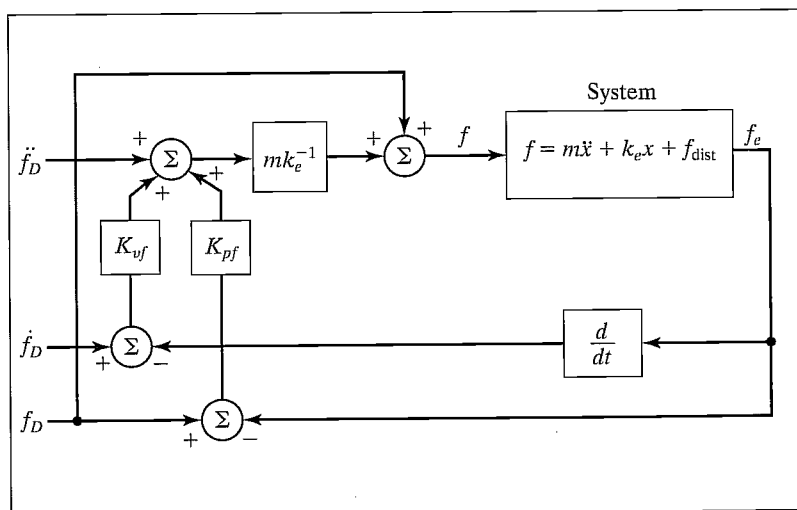 System
f̈_D + + Σ + + mk_e⁻¹ + + Σ f f = mẍ + k_e x + f_dist f_e
K_vf K_pf
ḟ_D + Σ − d/dt
f_D + Σ −